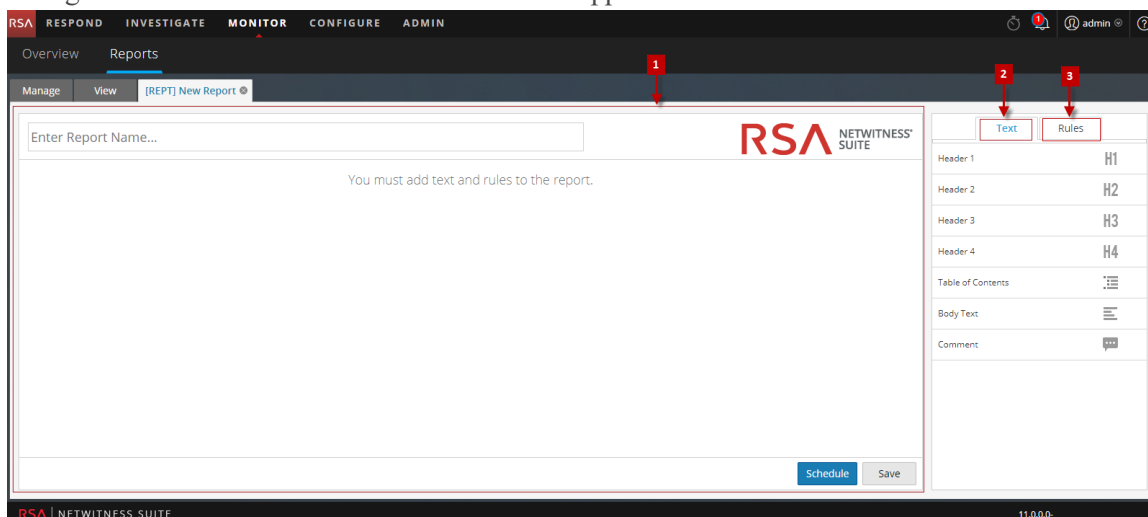 RSA RESPOND INVESTIGATE MONITOR CONFIGURE ADMIN 1 admin
Overview Reports
1
2 3
Manage View [REPT] New Report
Enter Report Name...
RSA NETWITNESS® SUITE
Text Rules
You must add text and rules to the report.
Header 1 H1
Header 2 H2
Header 3 H3
Header 4 H4
Table of Contents
Body Text
Comment
Schedule Save
RSA NETWITNESS SUITE 11.0.0.0-